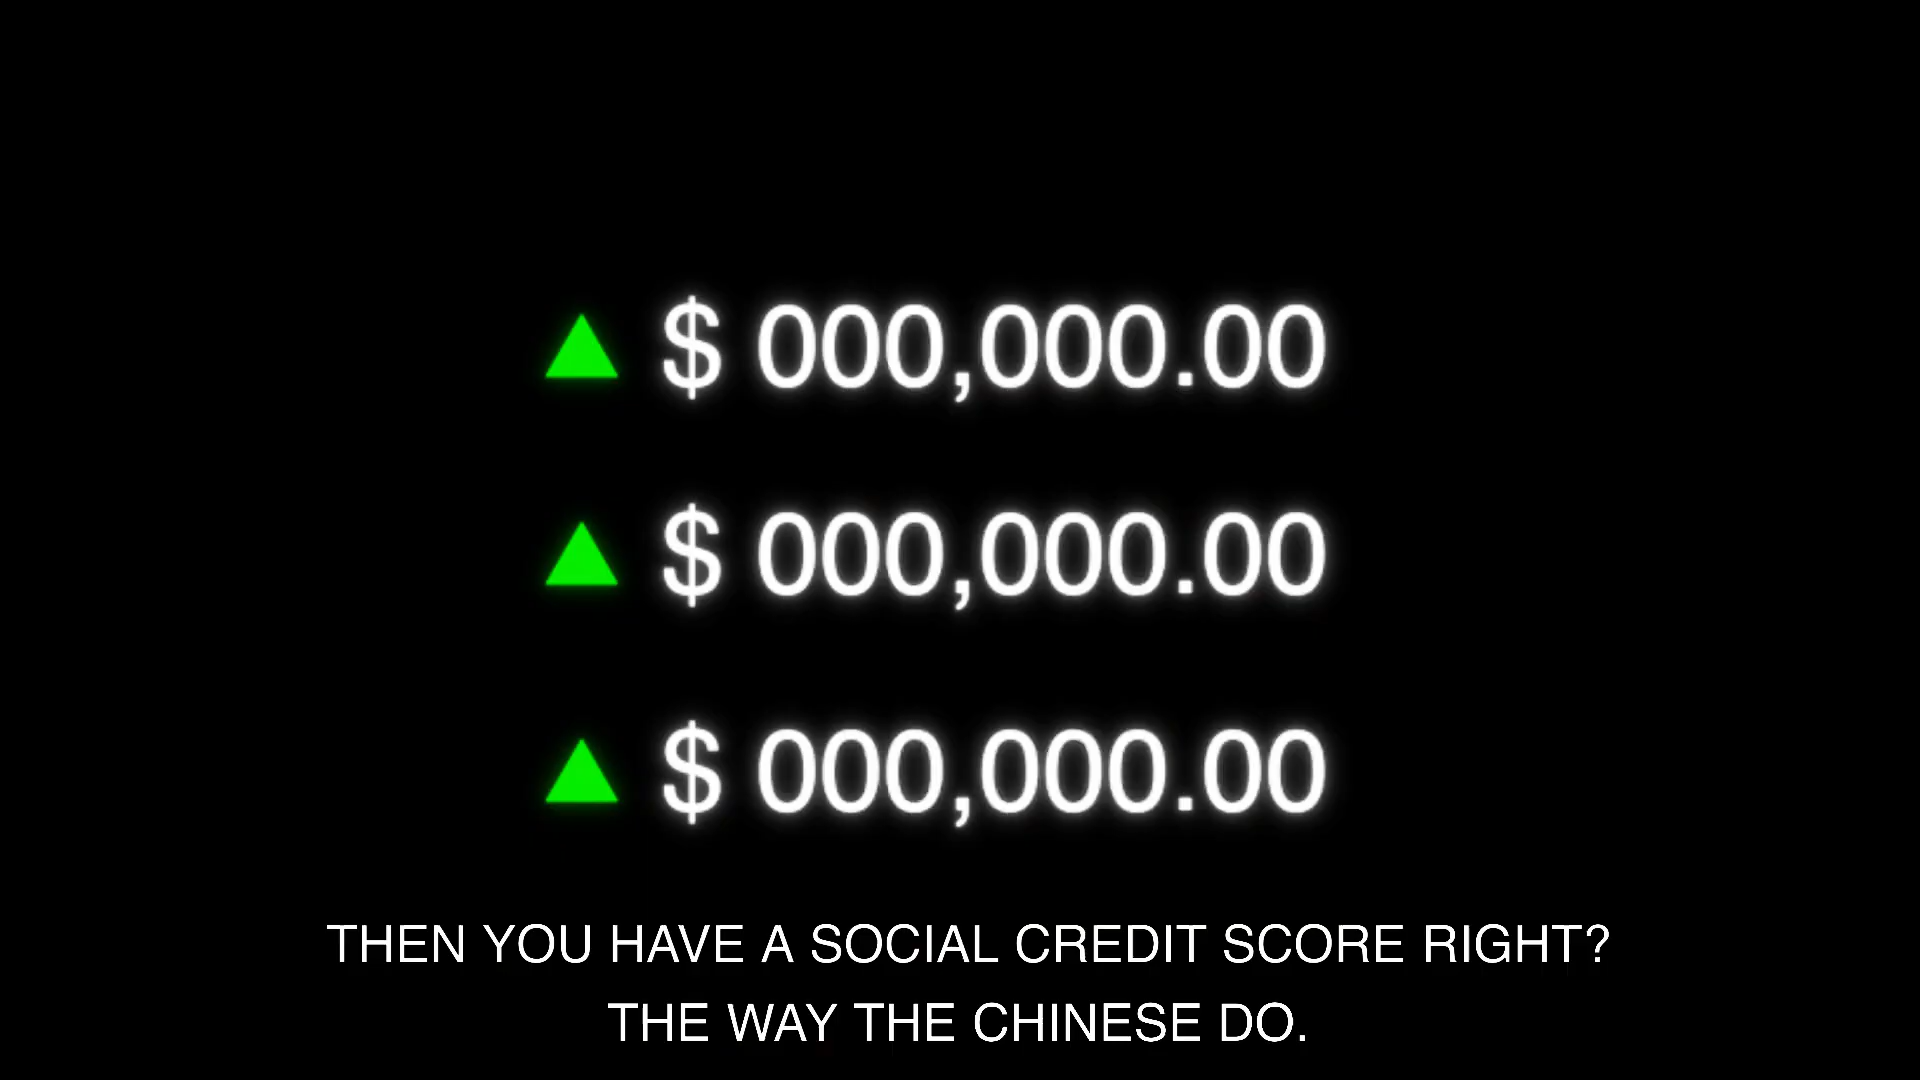 $ 000,000.00
$ 000,000.00
$ 000,000.00
THEN YOU HAVE A SOCIAL CREDIT SCORE RIGHT?
THE WAY THE CHINESE DO.